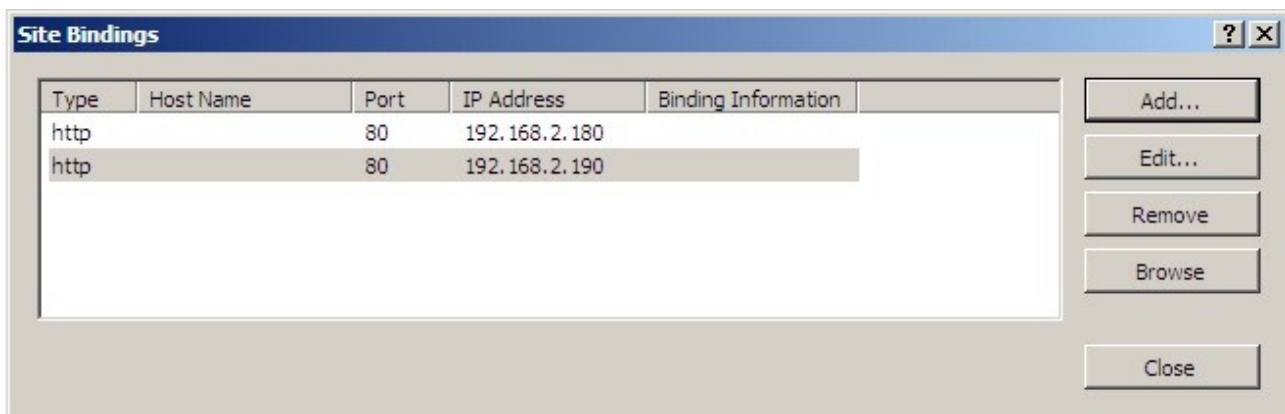 Site Bindings
Type Host Name Port IP Address Binding Information
http 80 192.168.2.180
http 80 192.168.2.190
Add...
Edit...
Remove
Browse
Close